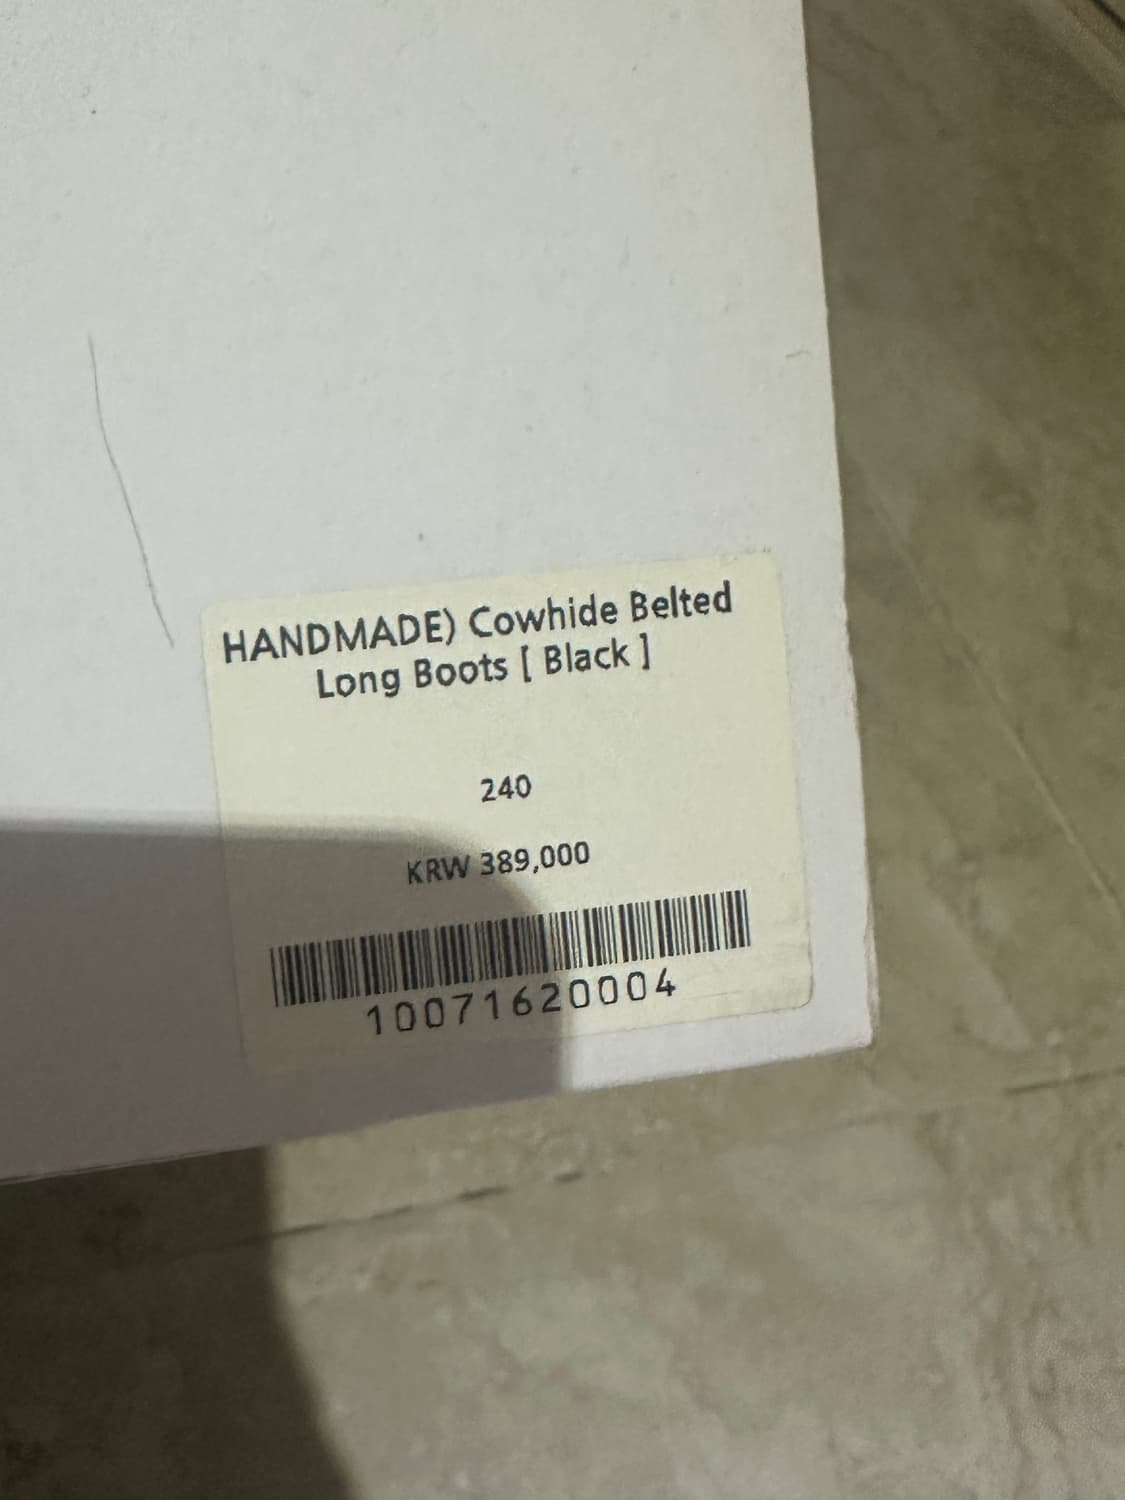 HANDMADE) Cowhide Belted
Long Boots [ Black ]
240
KRW 389,000
10071620004